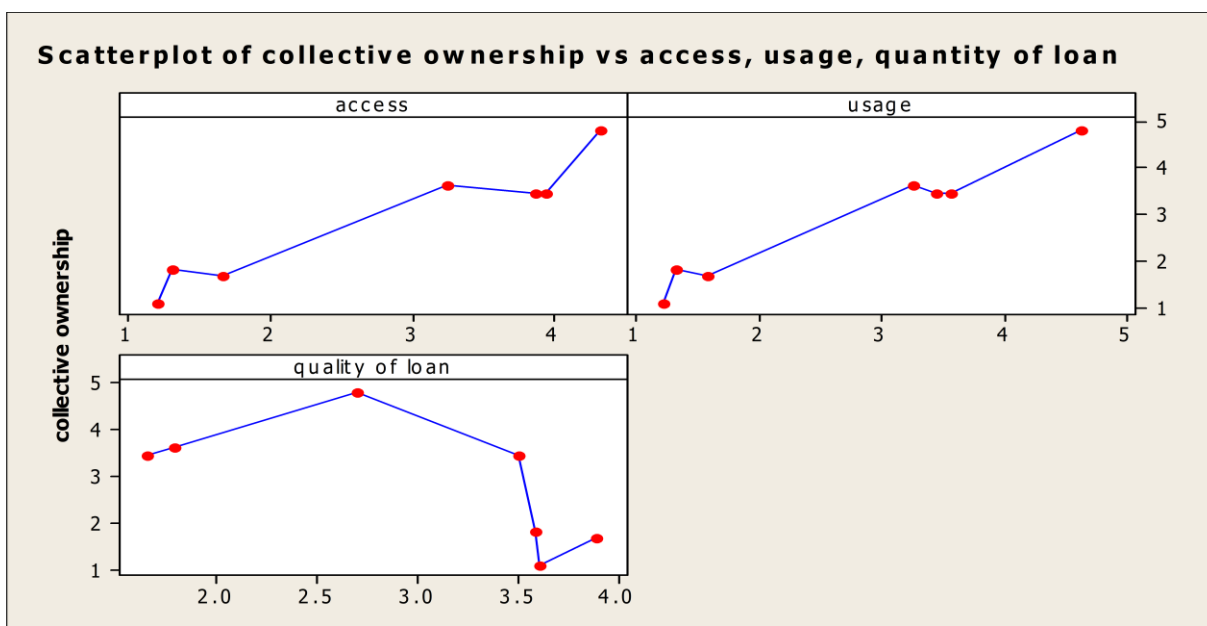 Scatterplot of collective ownership vs access, usage, quantity of loan
access
usage
5
4
3
2
1
1 2 3 4
1 2 3 4 5
collective ownership
quality of loan
5
4
3
2
1
2.0 2.5 3.0 3.5 4.0